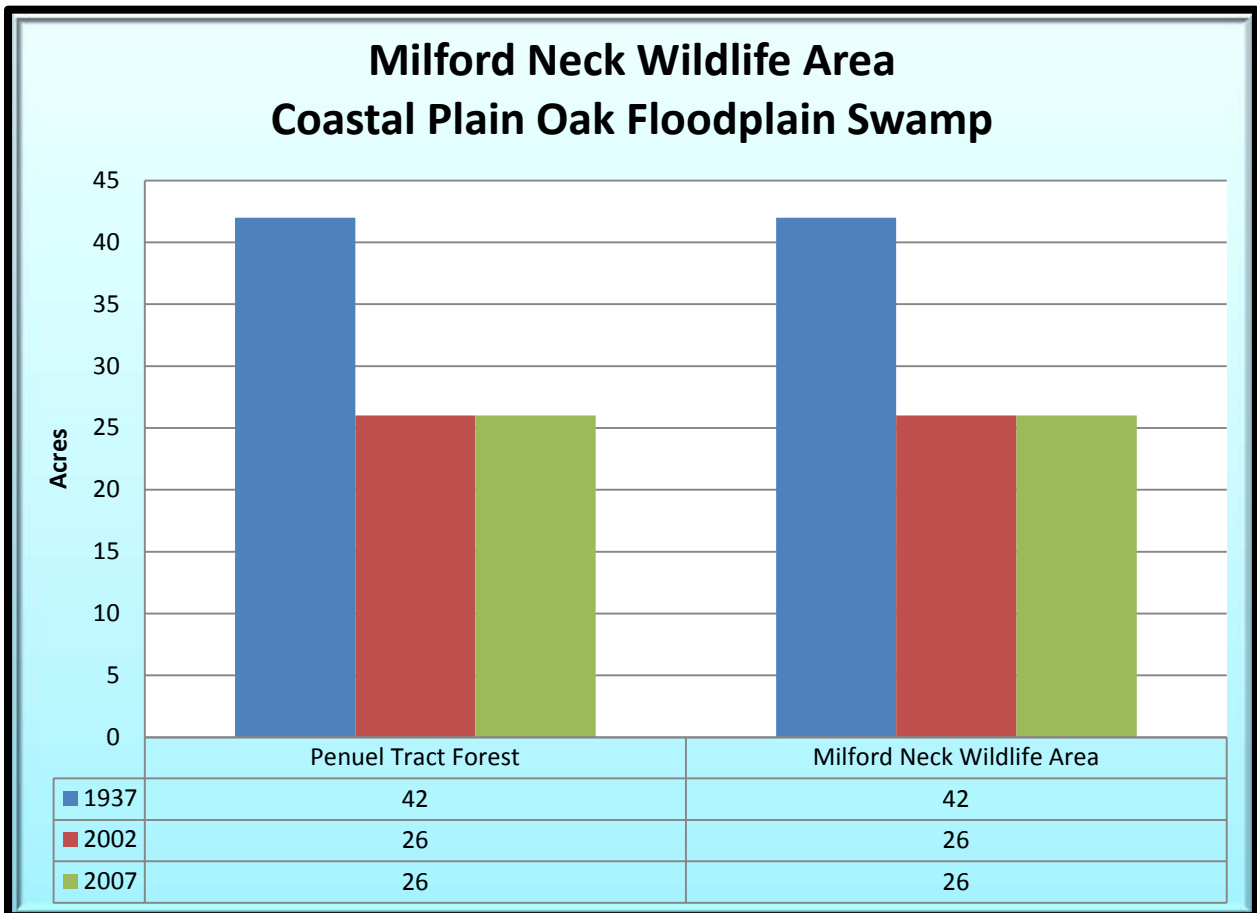 Milford Neck Wildlife Area
Coastal Plain Oak Floodplain Swamp
45
40
35
30
25
20
15
10
5
0
Acres
Penuel Tract Forest Milford Neck Wildlife Area
1937 42 42
2002 26 26
2007 26 26